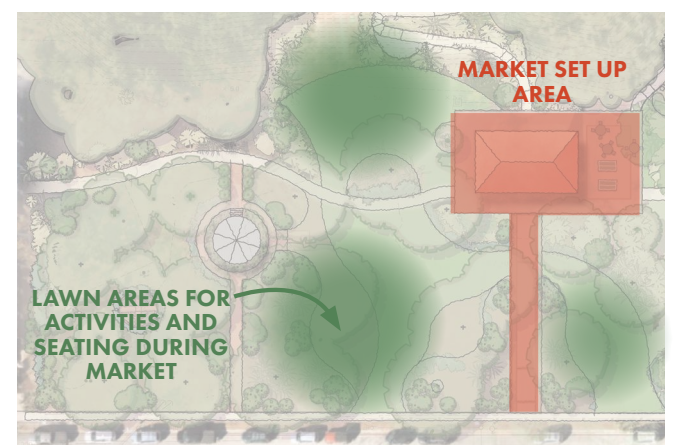 MARKET SET UP
AREA
LAWN AREAS FOR
ACTIVITIES AND
SEATING DURING
MARKET